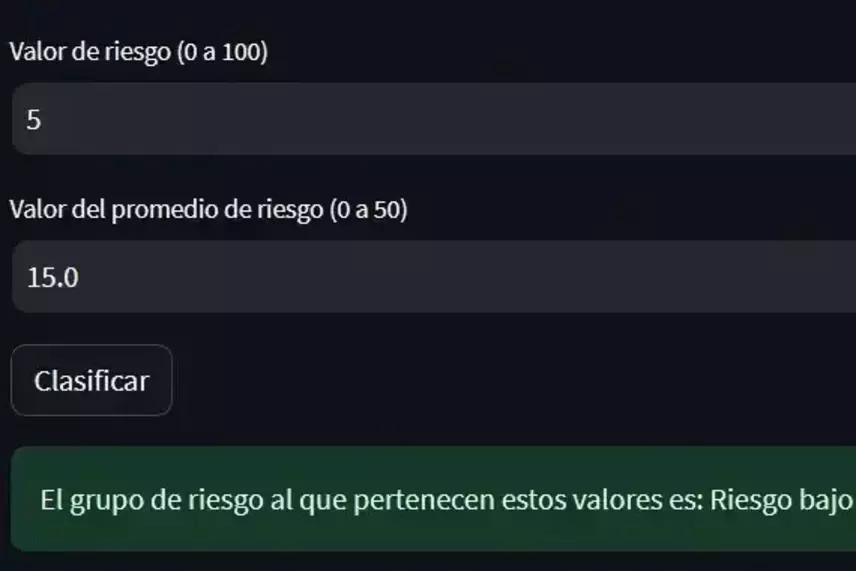 Valor de riesgo (0 a 100)
5
Valor del promedio de riesgo (0 a 50)
15.0
Clasificar
El grupo de riesgo al que pertenecen estos valores es: Riesgo bajo